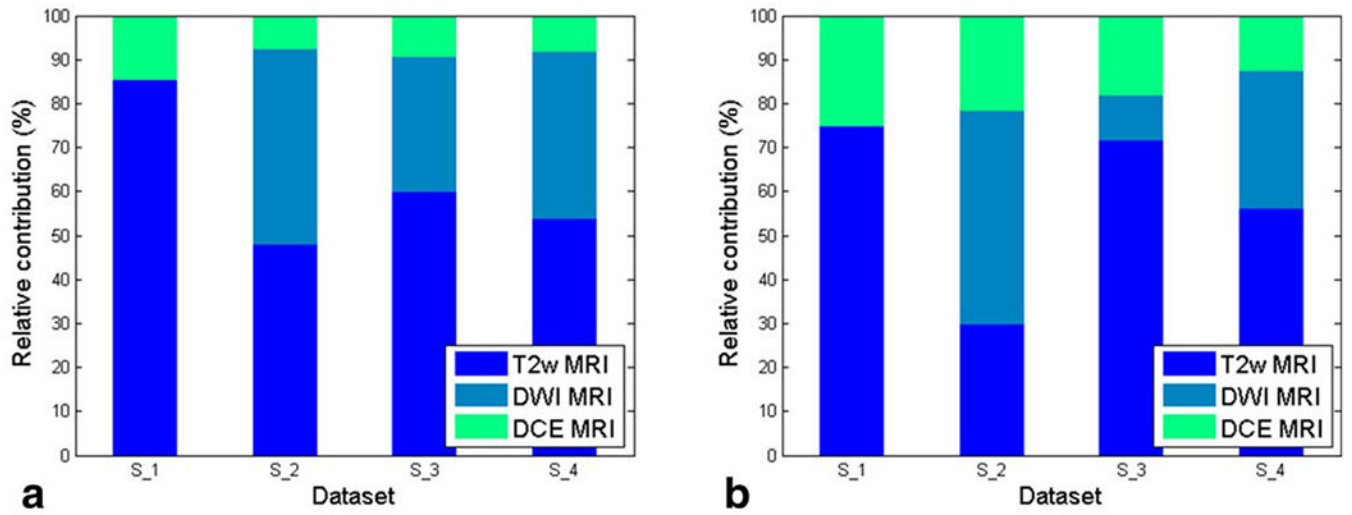 Relative contribution (%)
100
90
80
70
60
50
40
30
20
10
0
T2w MRI
DWI MRI
DCE MRI
S_1 S_2 S_3 S_4
Dataset
a
Relative contribution (%)
100
90
80
70
60
50
40
30
20
10
0
T2w MRI
DWI MRI
DCE MRI
S_1 S_2 S_3 S_4
Dataset
b